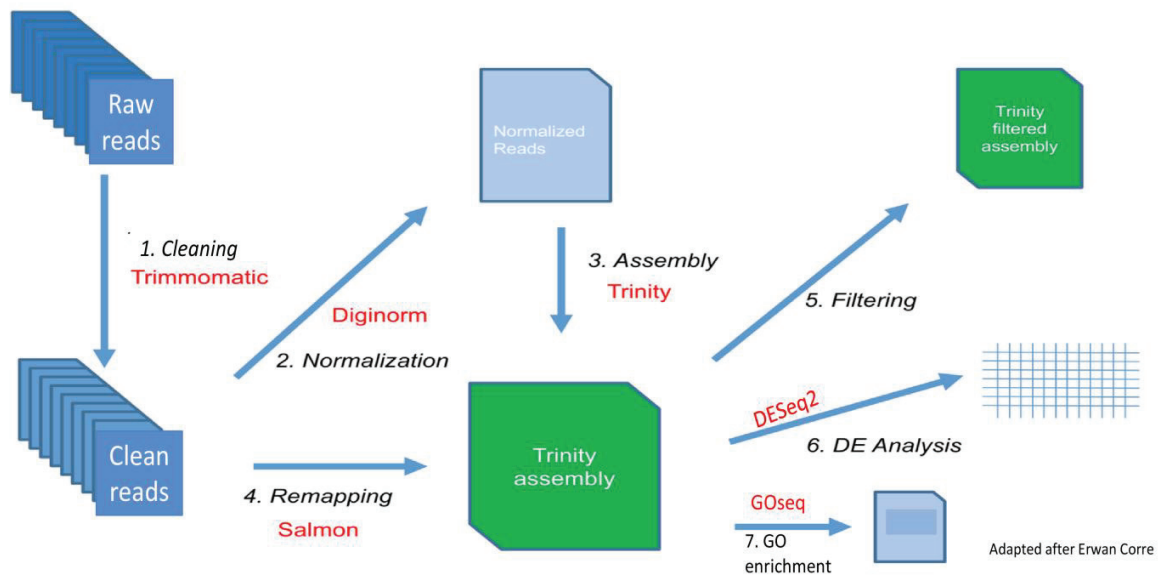 Raw
reads
1. Cleaning
Trimmomatic
Clean
reads
Diginorm
2. Normalization
Normalized
Reads
3. Assembly
Trinity
4. Remapping
Salmon
Trinity
assembly
5. Filtering
Trinity
filtered
assembly
DESeq2
6. DE Analysis
GOseq
7. GO
enrichment
Adapted after Erwan Corre